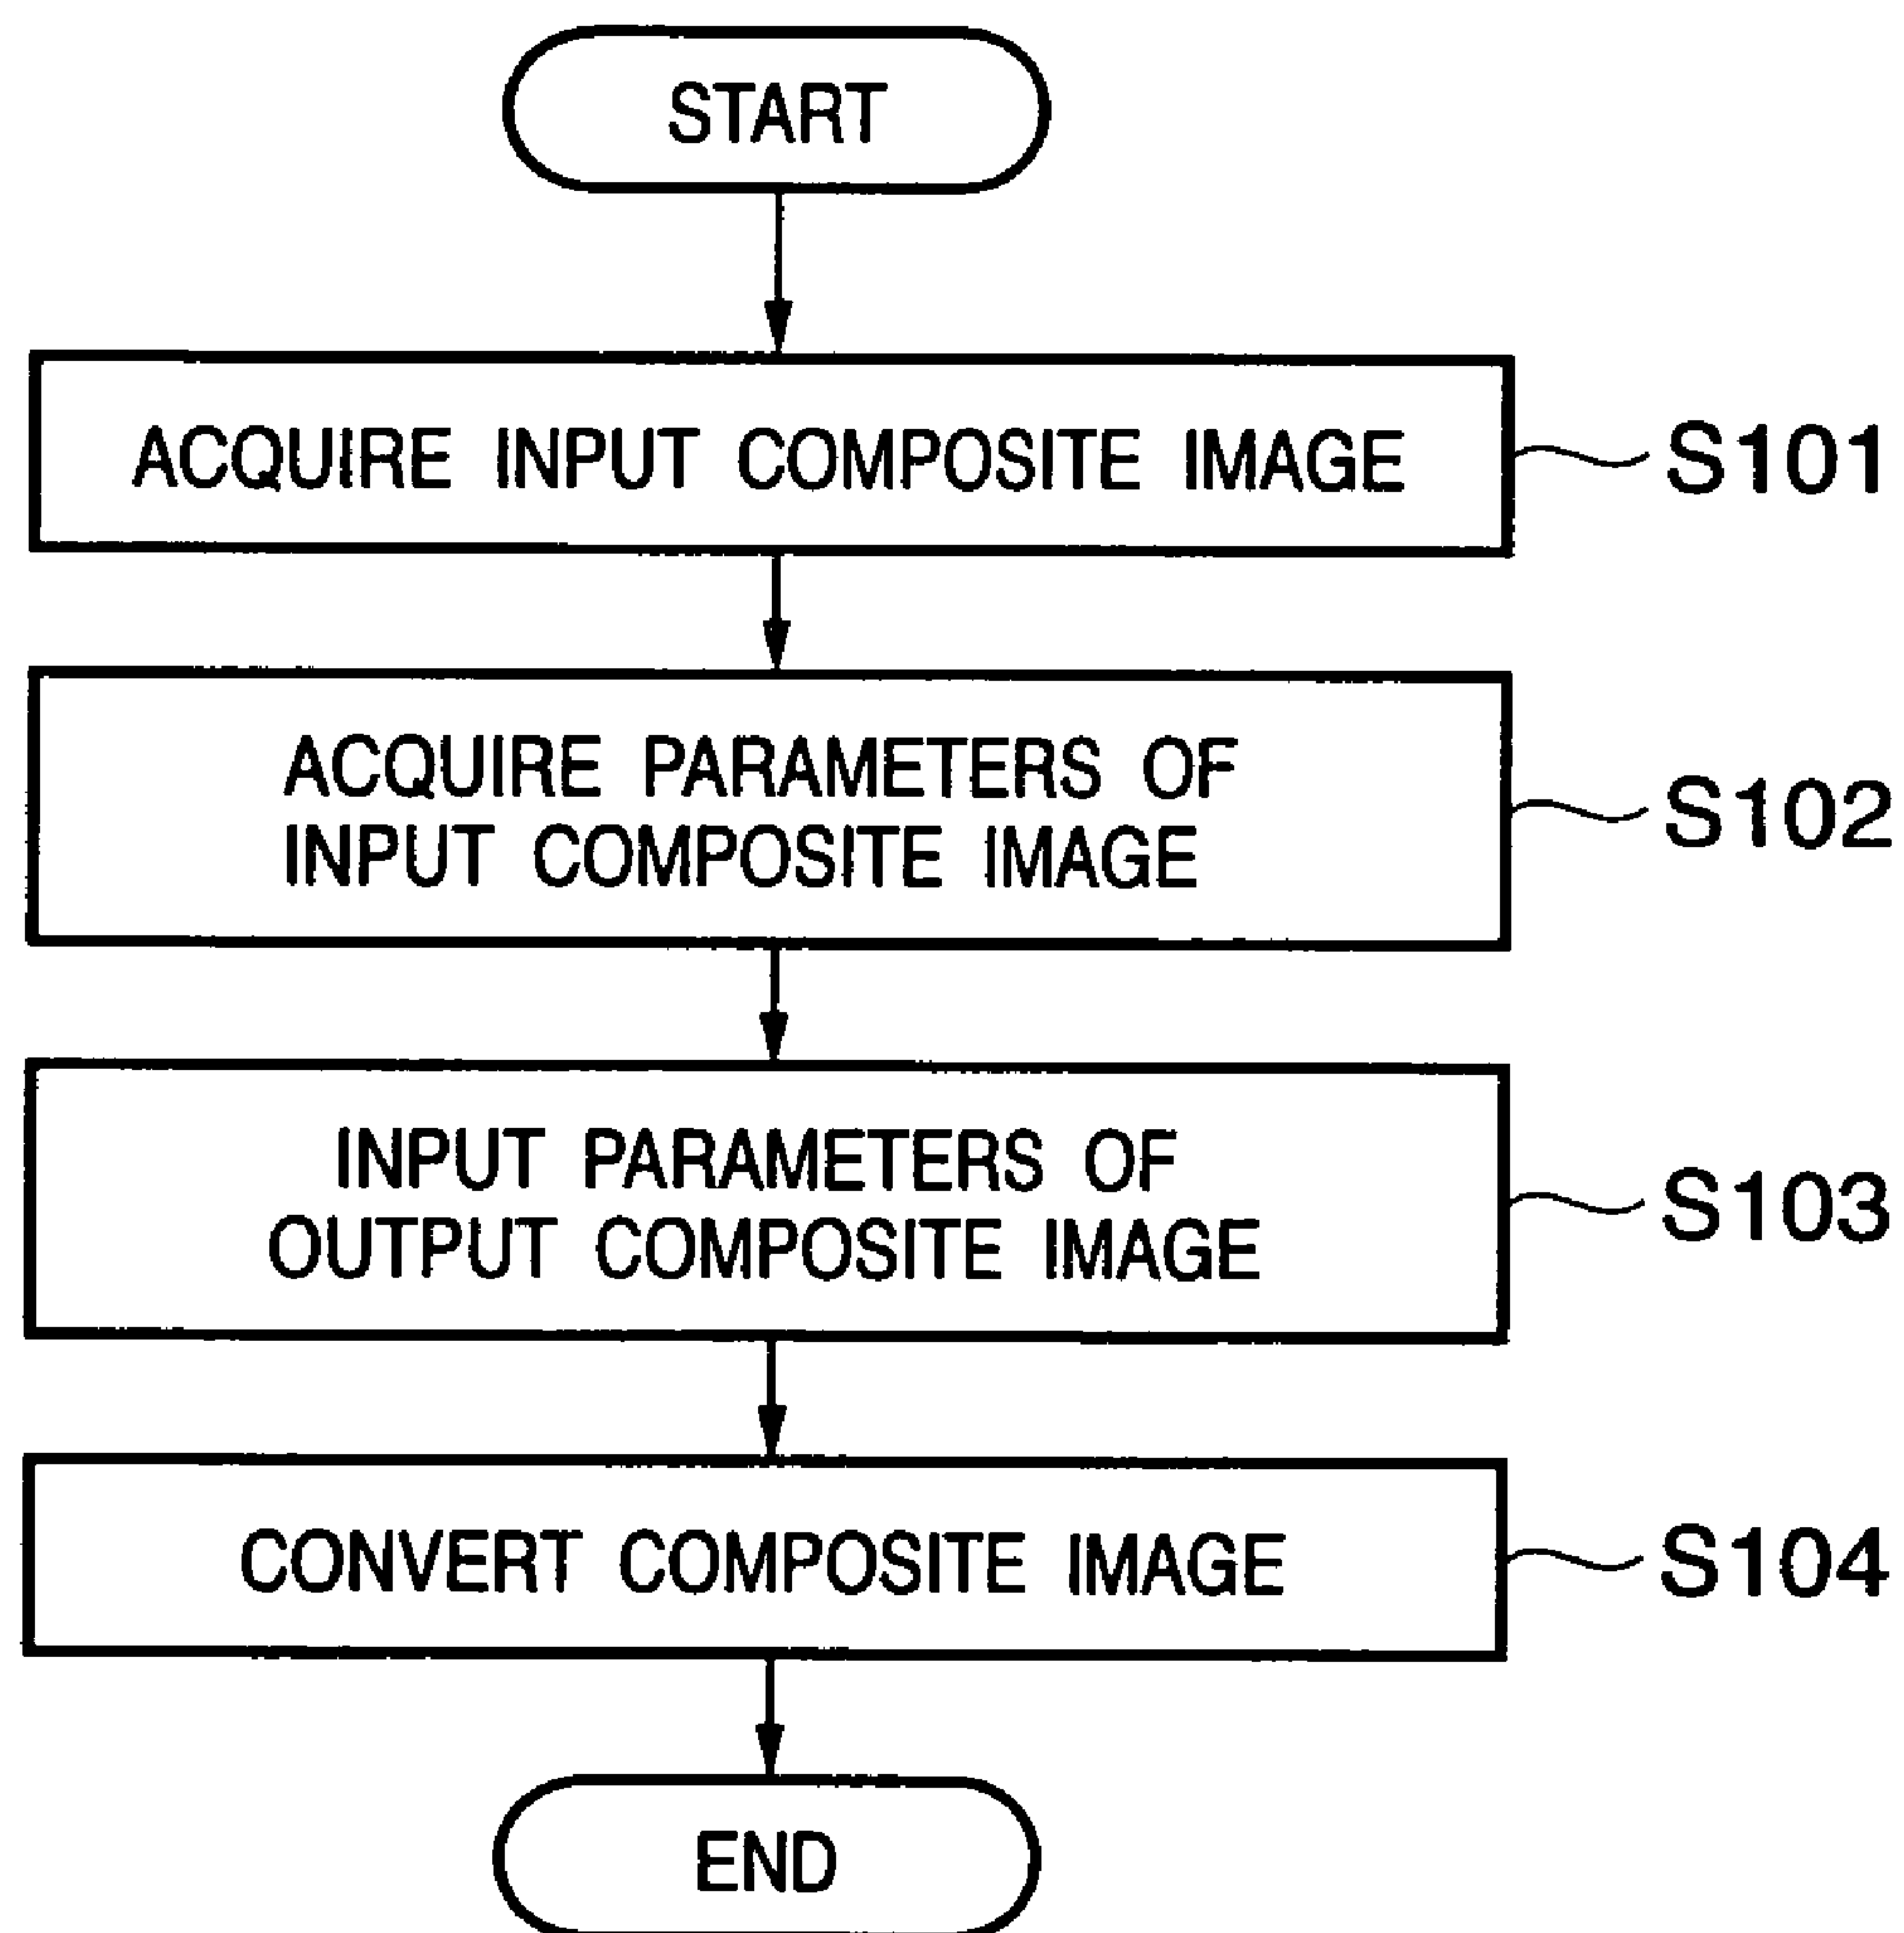 START
ACQUIRE INPUT COMPOSITE IMAGE
S101
ACQUIRE PARAMETERS OF
INPUT COMPOSITE IMAGE
S102
INPUT PARAMETERS OF
OUTPUT COMPOSITE IMAGE
S103
CONVERT COMPOSITE IMAGE
S104
END